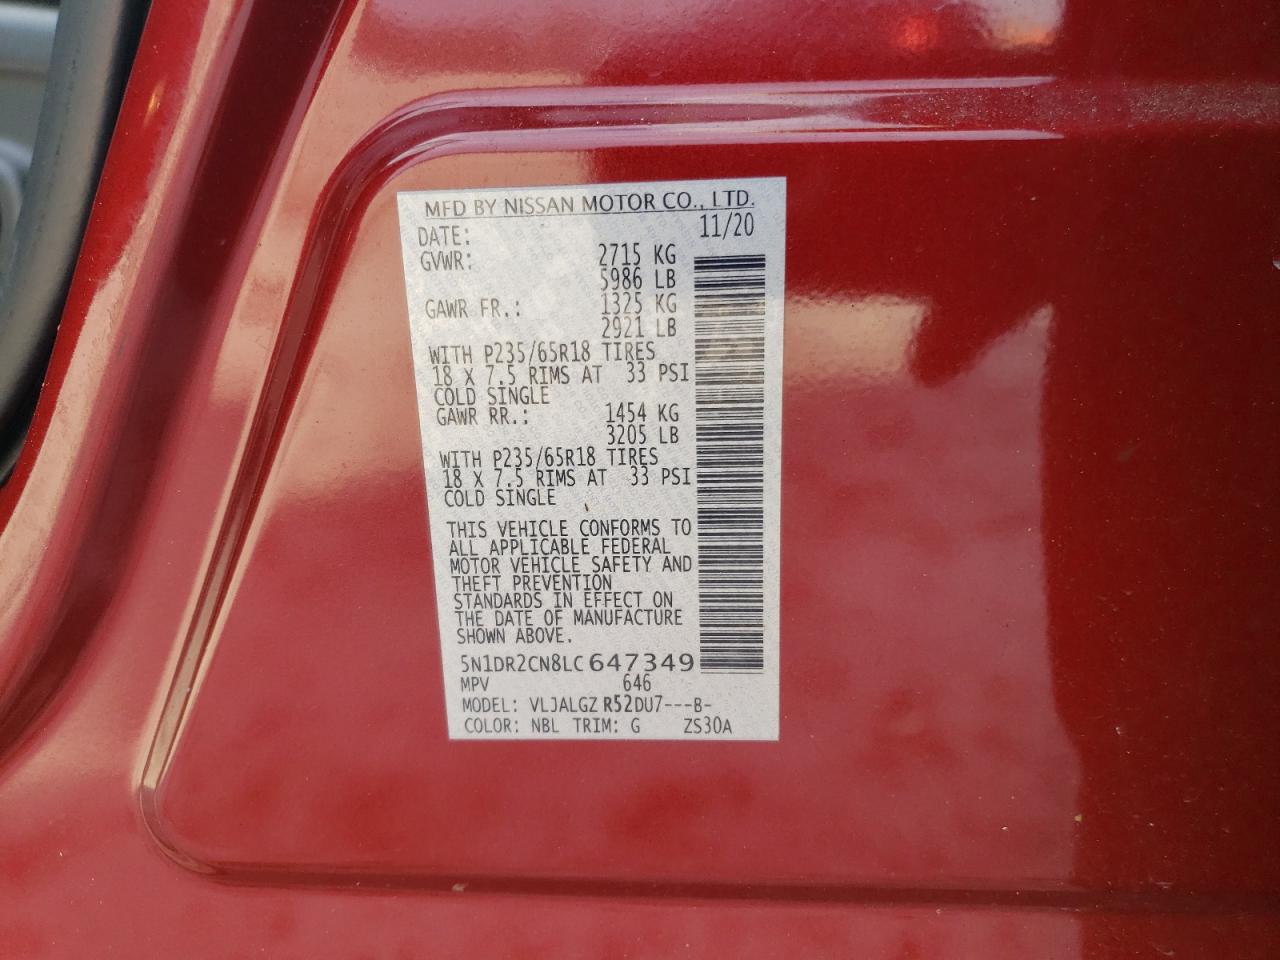 MFD BY NISSAN MOTOR CO., LTD.
DATE: 11/20
GVWR: 2715 KG
5986 LB
GAWR FR.: 1325 KG
2921 LB
WITH P235/65R18 TIRES
18 X 7.5 RIMS AT 33 PSI
COLD SINGLE
GAWR RR.: 1454 KG
3205 LB
WITH P235/65R18 TIRES
18 X 7.5 RIMS AT 33 PSI
COLD SINGLE
THIS VEHICLE CONFORMS TO
ALL APPLICABLE FEDERAL
MOTOR VEHICLE SAFETY AND
THEFT PREVENTION
STANDARDS IN EFFECT ON
THE DATE OF MANUFACTURE
SHOWN ABOVE.
5N1DR2CN8LC647349
MPV 646
MODEL: VLJALGZ R52DU7---B-
COLOR: NBL TRIM: G ZS30A